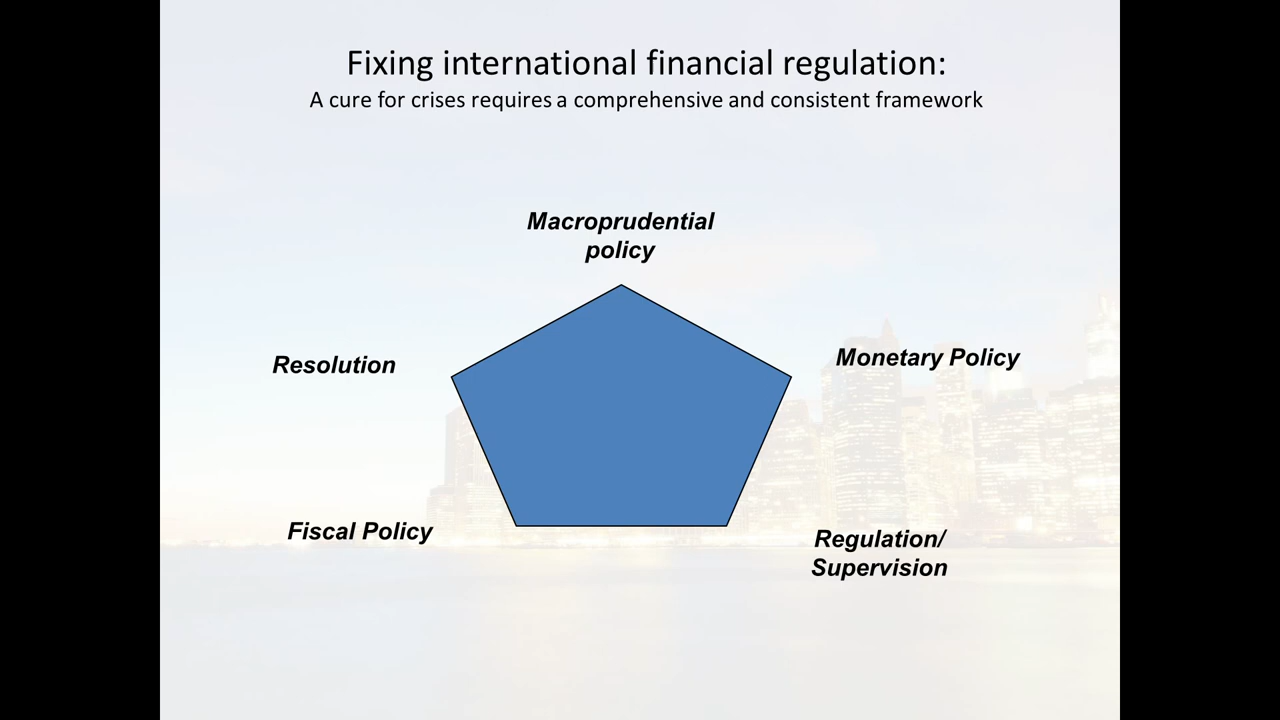 Fixing international financial regulation:
A cure for crises requires a comprehensive and consistent framework
Macroprudential
policy
Resolution
Monetary Policy
Fiscal Policy
Regulation/
Supervision